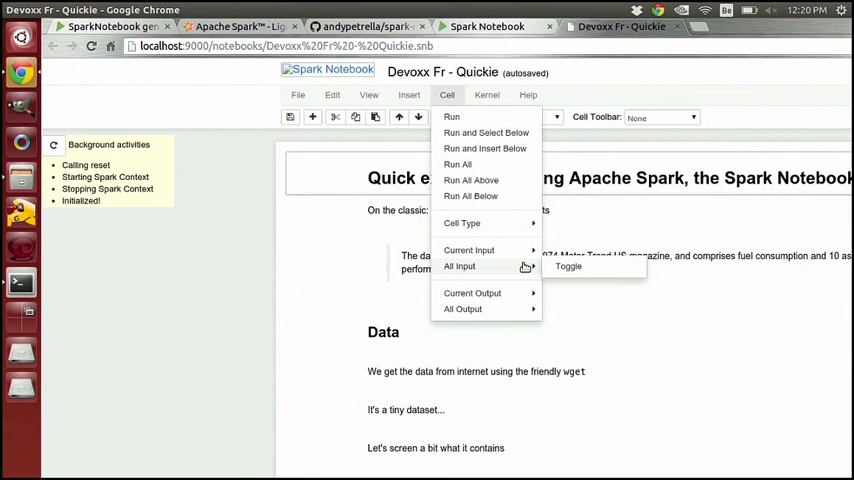 Devoxx Fr - Quickie - Google Chrome
Be
12:20 PM
SparkNotebook gen
Apache Spark™ - Lig
andypetrella/spark-
Spark Notebook
Devoxx Fr - Quickie
localhost:9000/notebooks/Devoxx%20Fr%20-%20Quickie.snb
Spark Notebook
Devoxx Fr - Quickie (autosaved)
File Edit View Insert Cell Kernel Help
Cell Toolbar: None
Background activities
Calling reset
Starting Spark Context
Stopping Spark Context
Initialized!
Run
Run and Select Below
Run and Insert Below
Run All
Run All Above
Run All Below
Cell Type
Current Input
All Input
Toggle
Current Output
All Output
Quick e ng Apache Spark, the Spark Notebook
On the classic: ts
The da 974 Motor Trend US magazine, and comprises fuel consumption and 10 as
perform
Data
We get the data from internet using the friendly wget
It's a tiny dataset...
Let's screen a bit what it contains